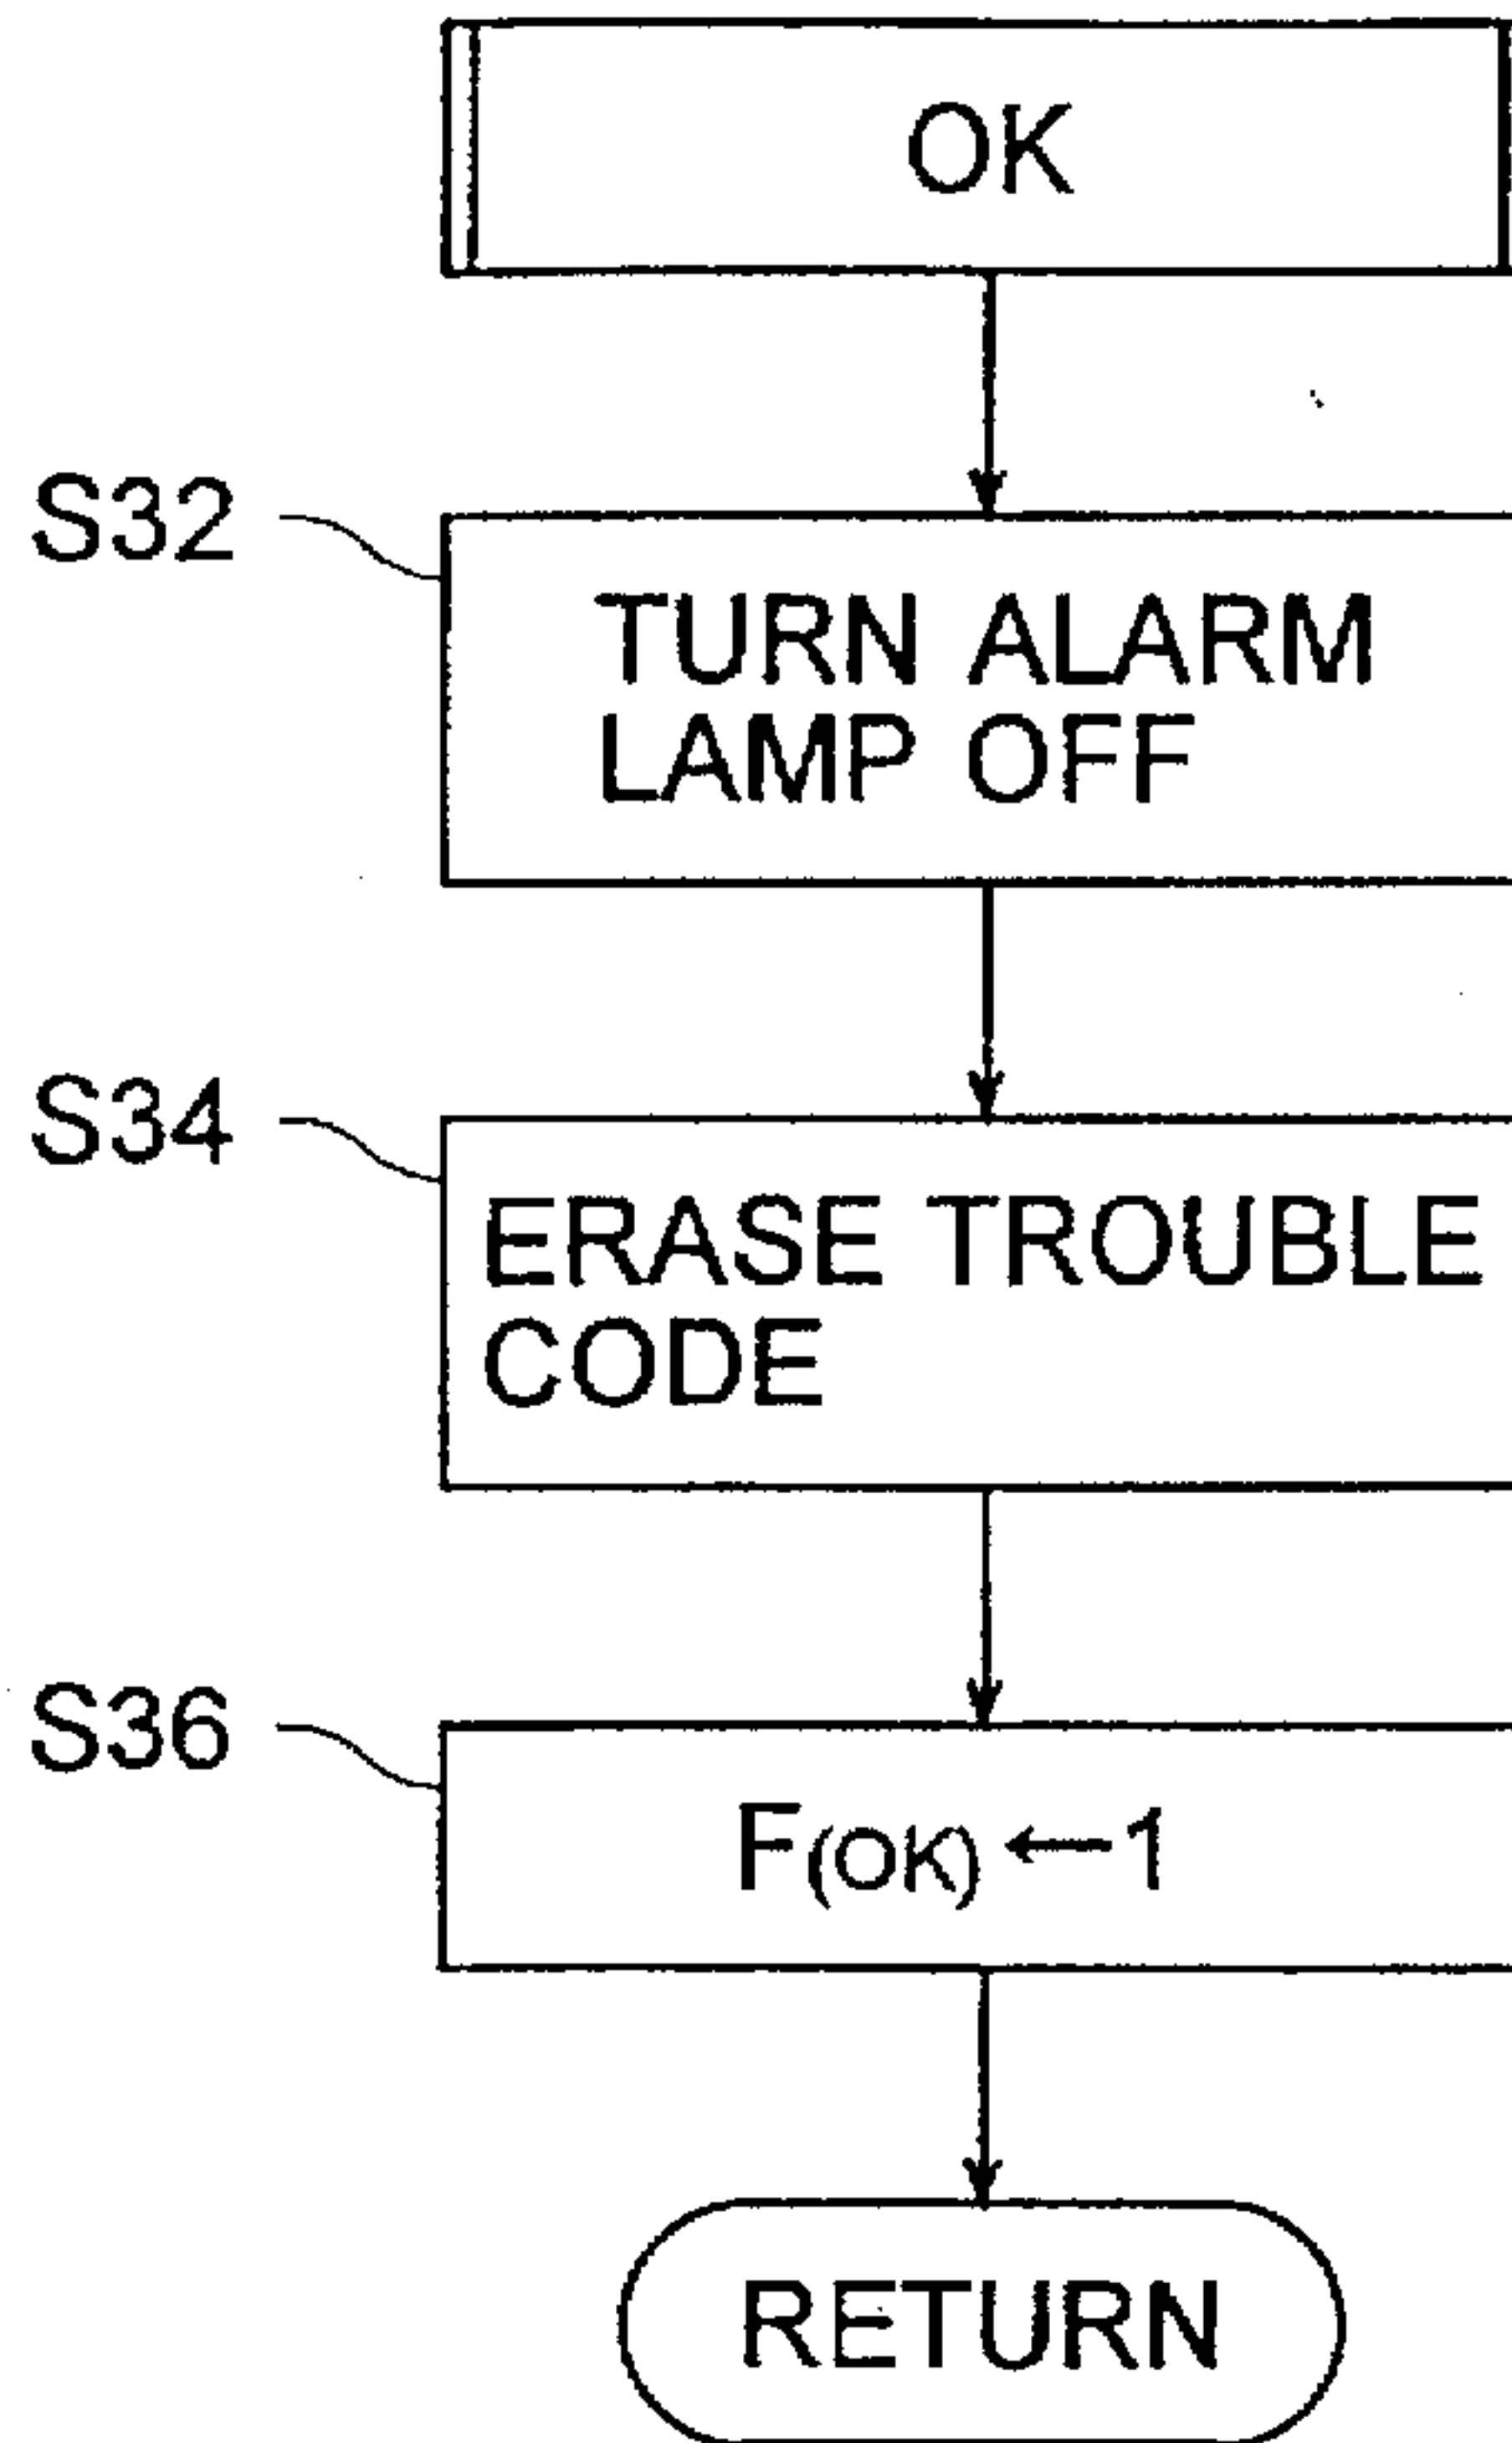 OK
S32
TURN ALARM
LAMP OFF
S34
ERASE TROUBLE
CODE
S36
F(OK) ← 1
RETURN